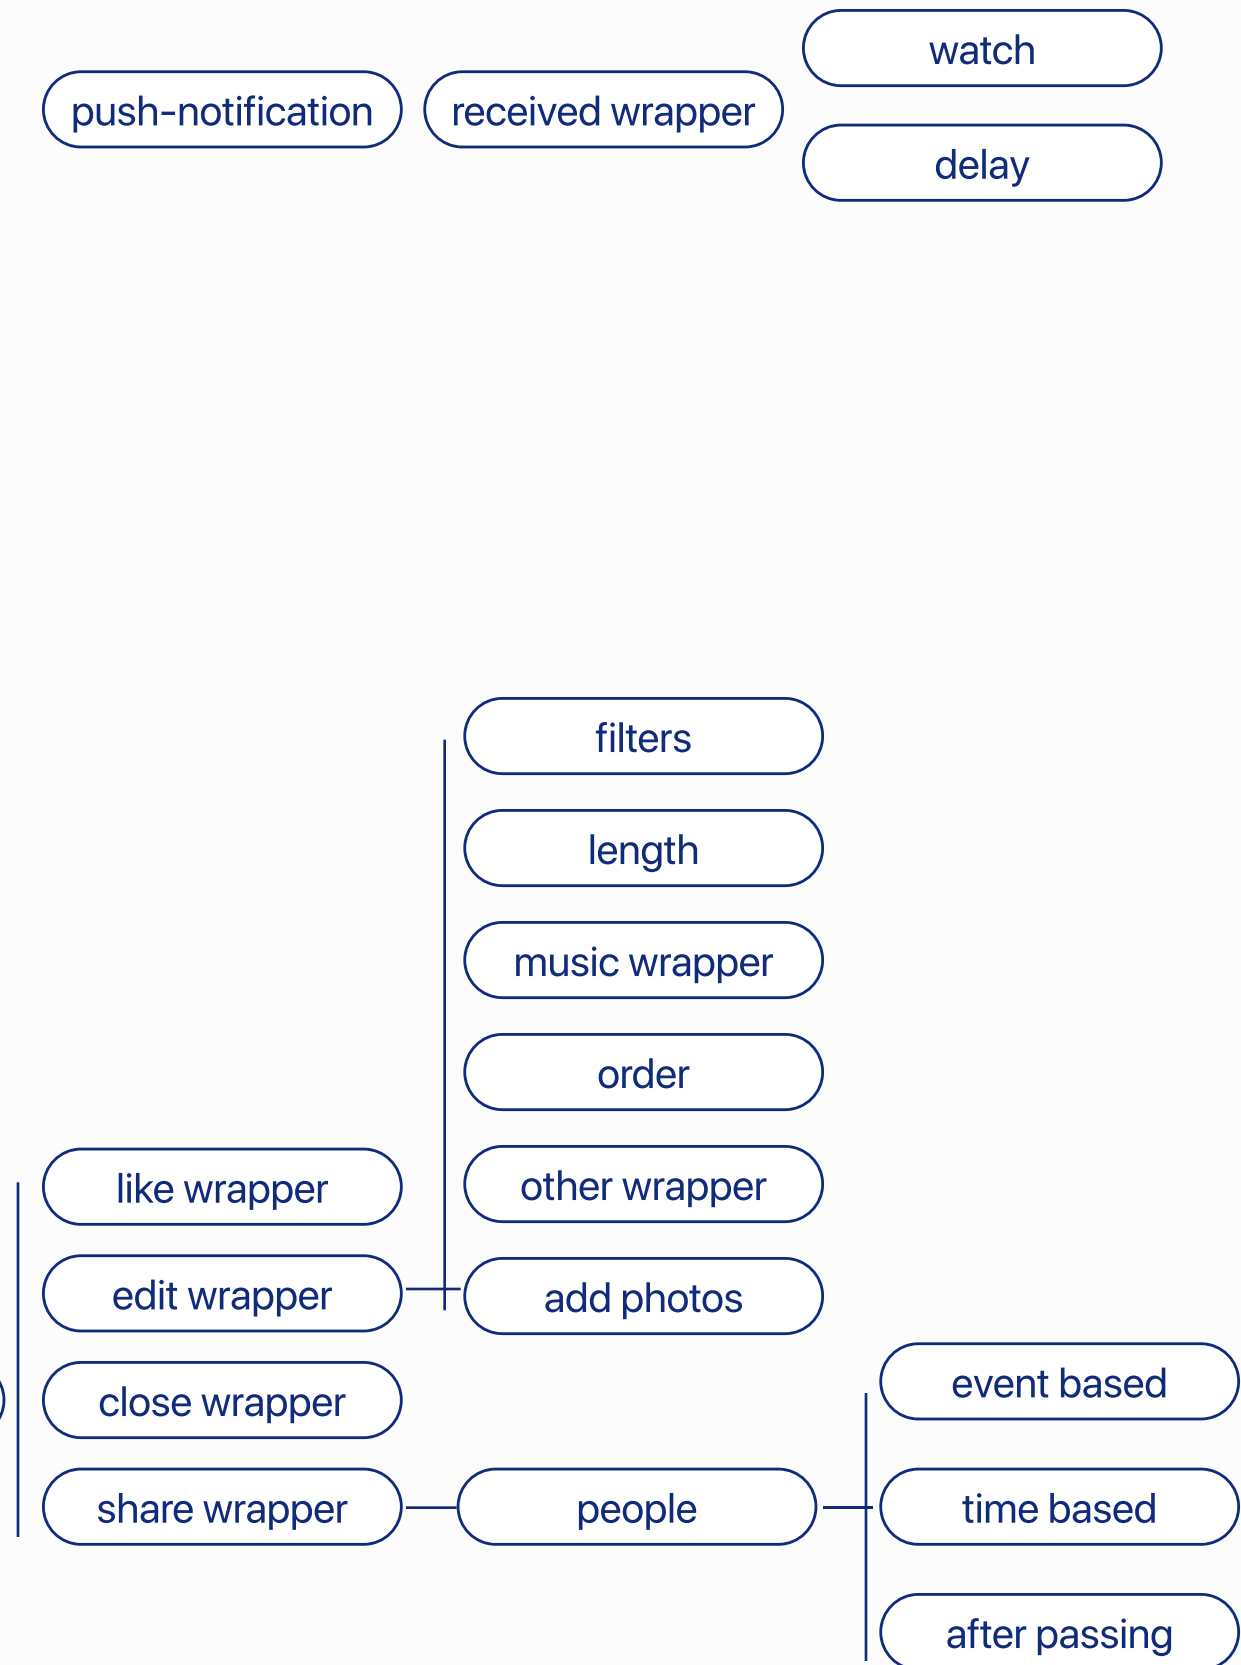 watch
push-notification
received wrapper
delay
filters
length
music wrapper
order
like wrapper
other wrapper
edit wrapper
add photos
close wrapper
event based
share wrapper
people
time based
after passing